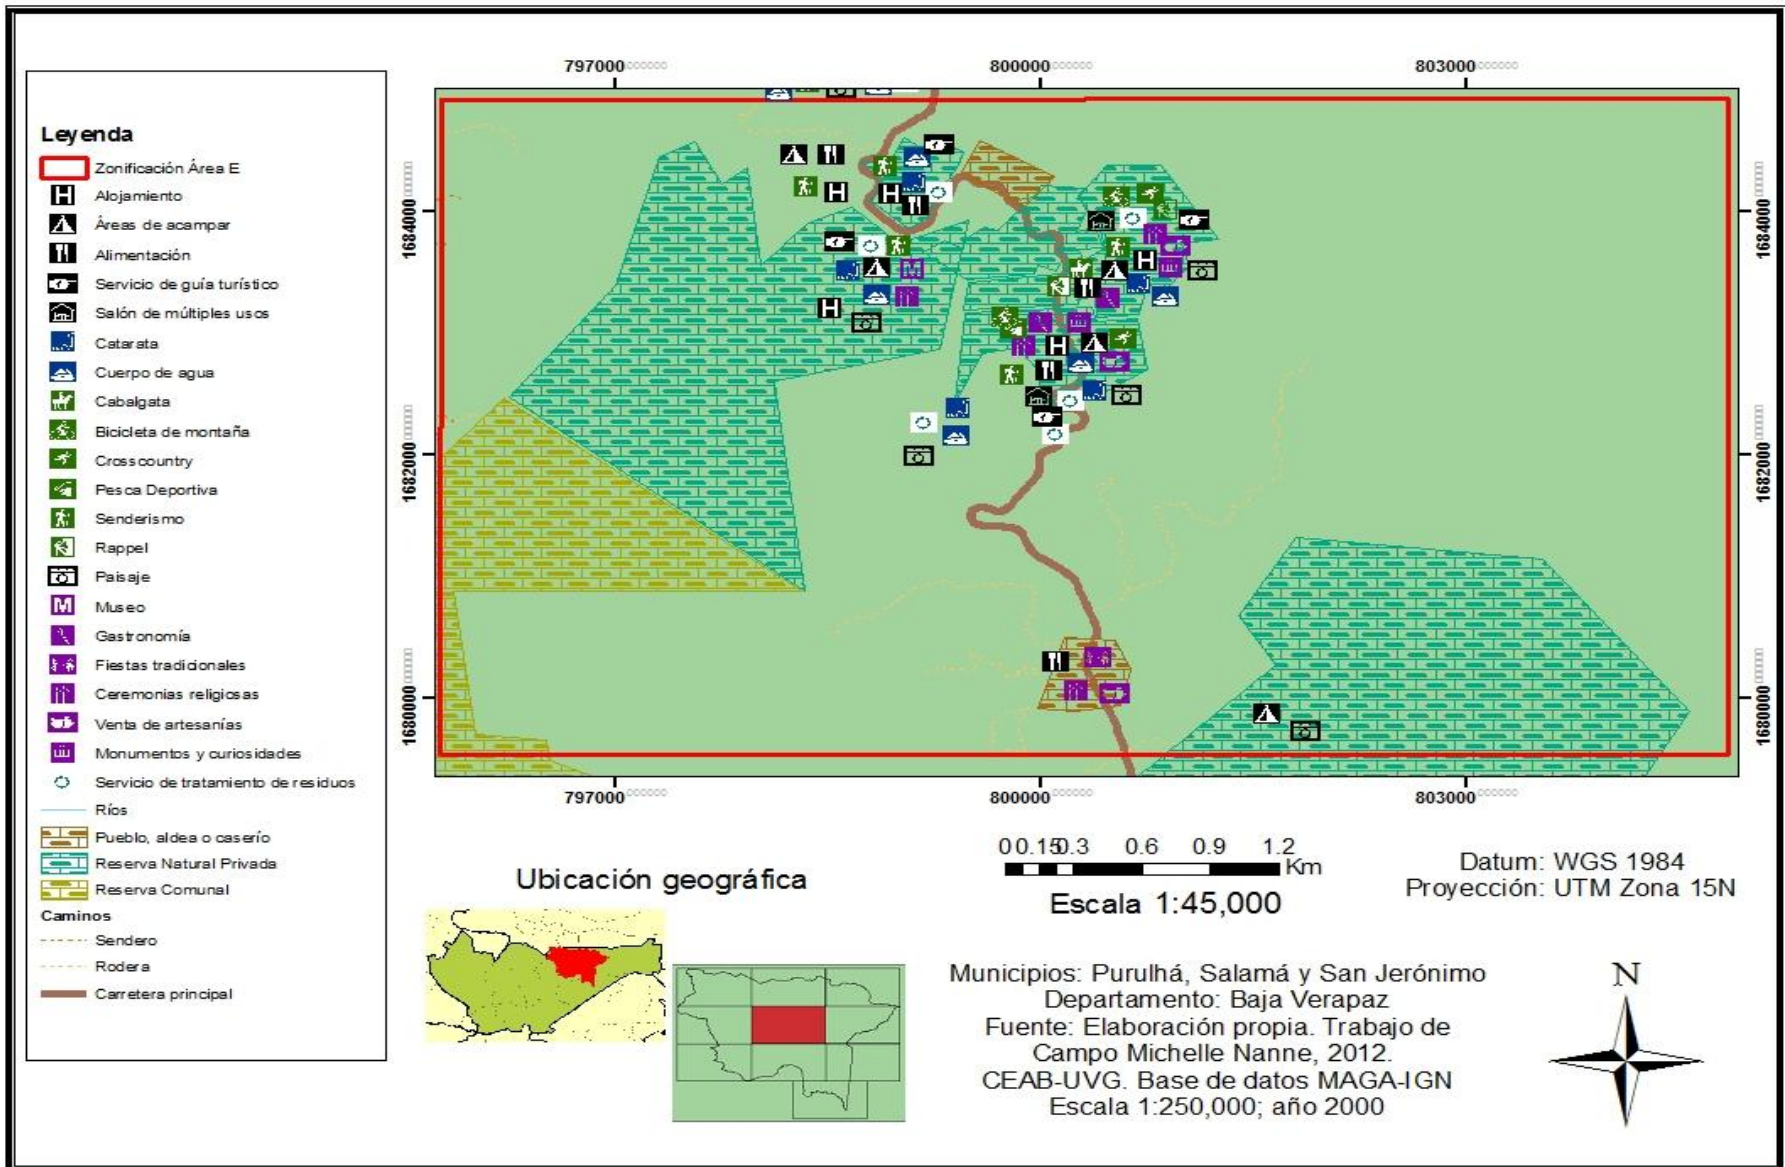 797000 800000 803000
Leyenda
Zonificación Área E
Alojamiento
Áreas de acampar
Alimentación
Servicio de guía turístico
Salón de múltiples usos
Catarata
Cuerpo de agua
Cabalgata
Bicicleta de montaña
Crosscountry
Pesca Deportiva
Senderismo
Rappel
Paisaje
Museo
Gastronomía
Fiestas tradicionales
Ceremonias religiosas
Venta de artesanías
Monumentos y curiosidades
Servicio de tratamiento de residuos
Ríos
Pueblo, aldea o caserío
Reserva Natural Privada
Reserva Comunal
Caminos
Sendero
Rodera
Carretera principal
1684000
1682000
1680000
1684000
1682000
1680000
797000 800000 803000
0 0.15 0.3 0.6 0.9 1.2
Km
Escala 1:45,000
Datum: WGS 1984
Proyección: UTM Zona 15N
Ubicación geográfica
Municipios: Purulhá, Salamá y San Jerónimo
Departamento: Baja Verapaz
Fuente: Elaboración propia. Trabajo de
Campo Michelle Nanne, 2012.
CEAB-UVG. Base de datos MAGA-IGN
Escala 1:250,000; año 2000
N